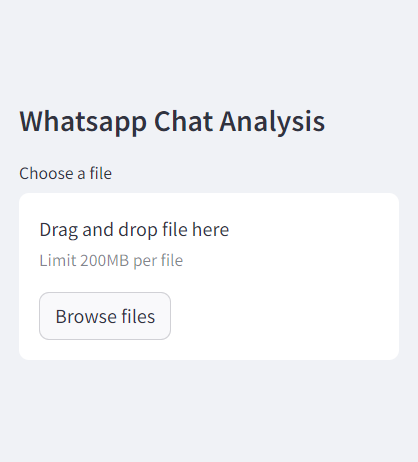 Whatsapp Chat Analysis
Choose a file
Drag and drop file here
Limit 200MB per file
Browse files